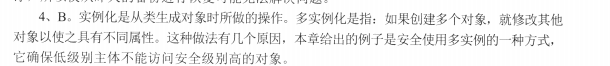 4、B。实例化是从类生成对象时所做的操作。多实例化是指：如果创建多个对象，就修改其他
对象以使之具有不同属性。这种做法有几个原因，本章给出的例子是安全使用多实例的一种方式，
它确保低级别主体不能访问安全级别高的对象。